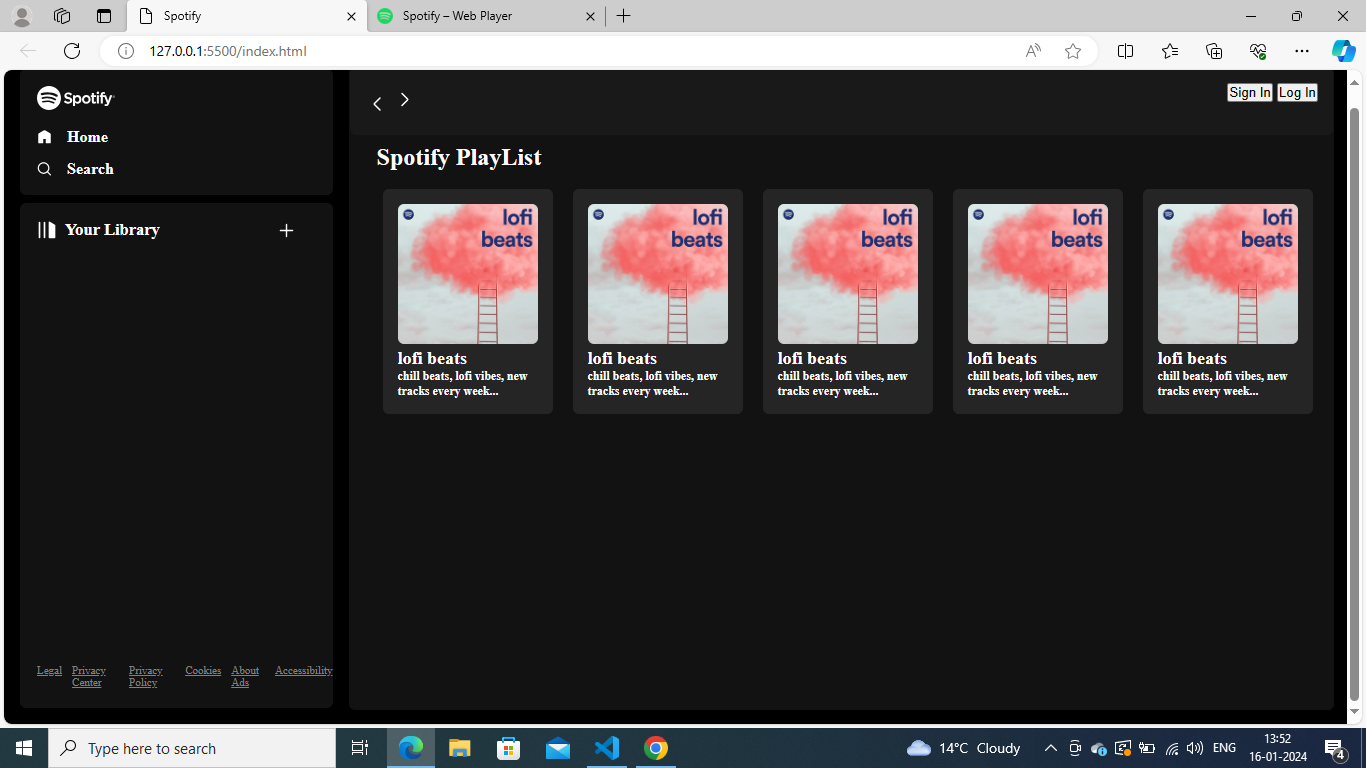 Spotify
Spotify – Web Player
127.0.0.1:5500/index.html
Spotify
Home
Search
Your Library
Legal
Privacy
Center
Privacy
Policy
Cookies
About
Ads
Accessibility
Sign In
Log In
Spotify PlayList
lofi
beats
lofi beats
chill beats, lofi vibes, new
tracks every week...
lofi
beats
lofi beats
chill beats, lofi vibes, new
tracks every week...
lofi
beats
lofi beats
chill beats, lofi vibes, new
tracks every week...
lofi
beats
lofi beats
chill beats, lofi vibes, new
tracks every week...
lofi
beats
lofi beats
chill beats, lofi vibes, new
tracks every week...
Type here to search
14°C Cloudy
ENG
13:52
16-01-2024
4